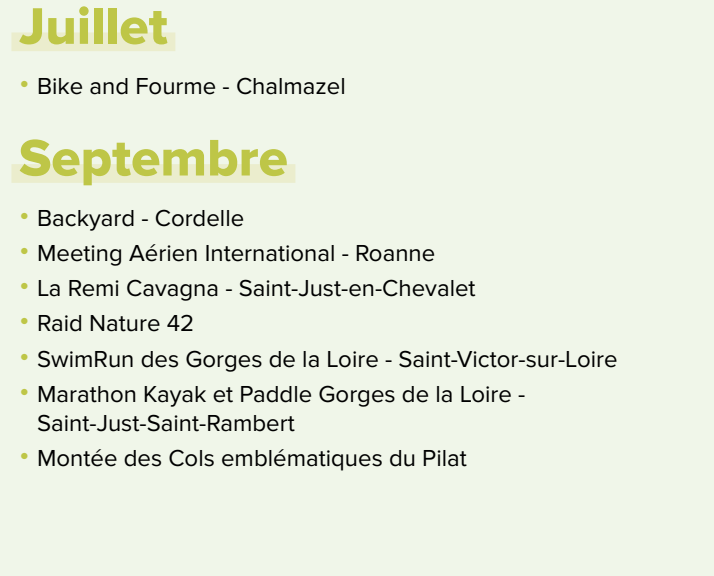 Juillet
• Bike and Fourme - Chalmazel
Septembre
• Backyard - Cordelle
• Meeting Aérien International - Roanne
• La Remi Cavagna - Saint-Just-en-Chevalet
• Raid Nature 42
• SwimRun des Gorges de la Loire - Saint-Victor-sur-Loire
• Marathon Kayak et Paddle Gorges de la Loire -
Saint-Just-Saint-Rambert
• Montée des Cols emblématiques du Pilat